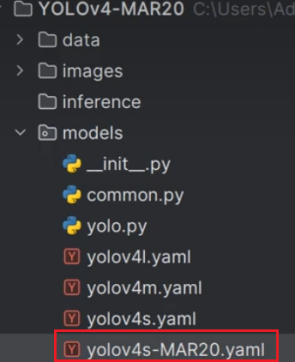 YOLOv4-MAR20 C:\Users\Ad
data
images
inference
models
__init__.py
common.py
yolo.py
yolov4l.yaml
yolov4m.yaml
yolov4s.yaml
yolov4s-MAR20.yaml